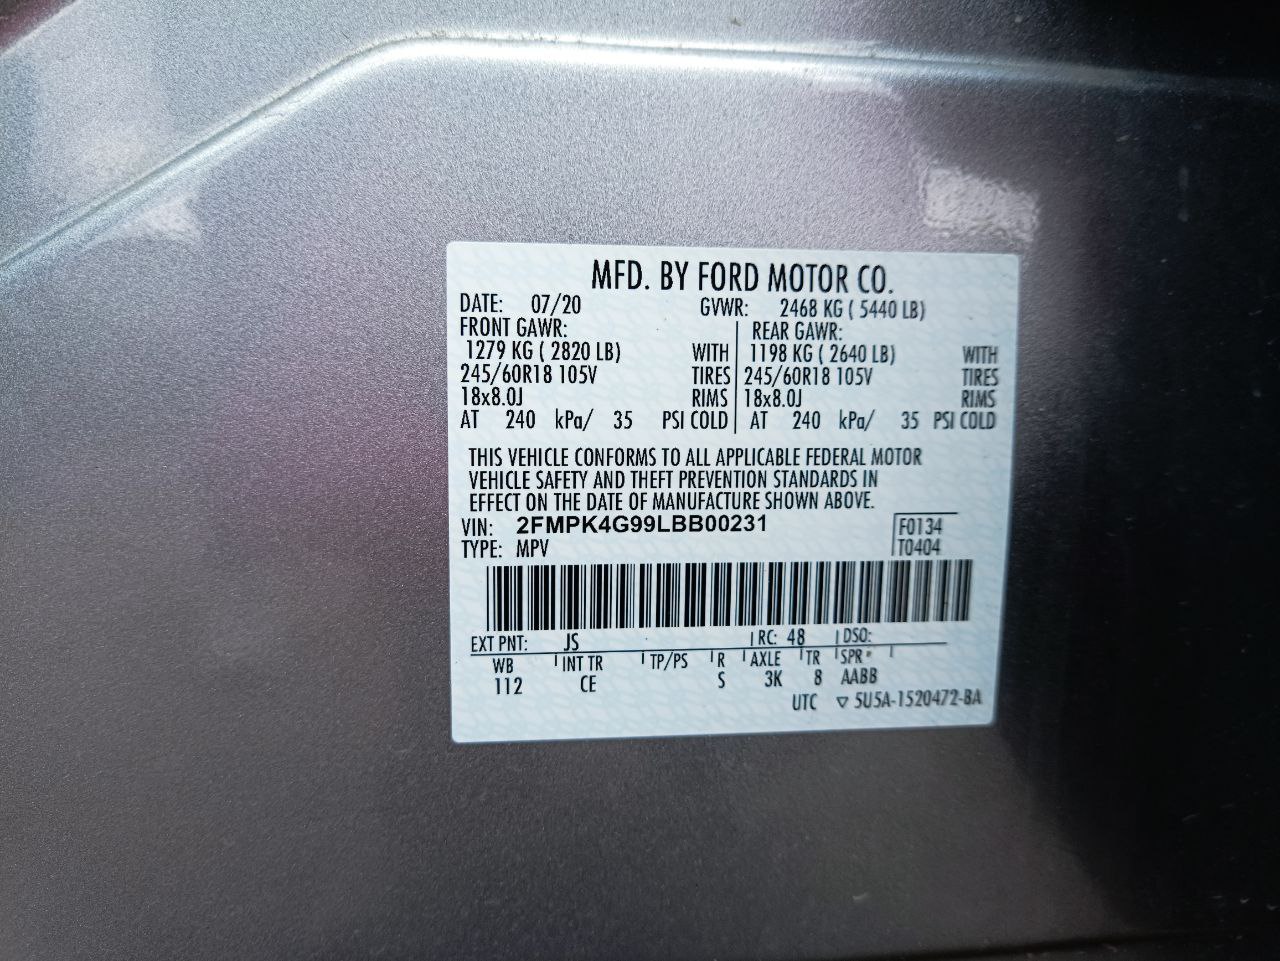 MFD. BY FORD MOTOR CO.
DATE: 07/20 GVWR: 2468 KG ( 5440 LB)
FRONT GAWR: REAR GAWR:
1279 KG ( 2820 LB) WITH 1198 KG ( 2640 LB) WITH
245/60R18 105V TIRES 245/60R18 105V TIRES
18x8.0J RIMS 18x8.0J RIMS
AT 240 kPa/ 35 PSI COLD AT 240 kPa/ 35 PSI COLD
THIS VEHICLE CONFORMS TO ALL APPLICABLE FEDERAL MOTOR
VEHICLE SAFETY AND THEFT PREVENTION STANDARDS IN
EFFECT ON THE DATE OF MANUFACTURE SHOWN ABOVE.
VIN: 2FMPK4G99LBB00231 F0134
TYPE: MPV T0404
EXT PNT: JS RC: 48 DSO:
WB INT TR TP/PS R AXLE TR SPR*
112 CE S 3K 8 AABB
UTC ▽ 5U5A-1520472-BA